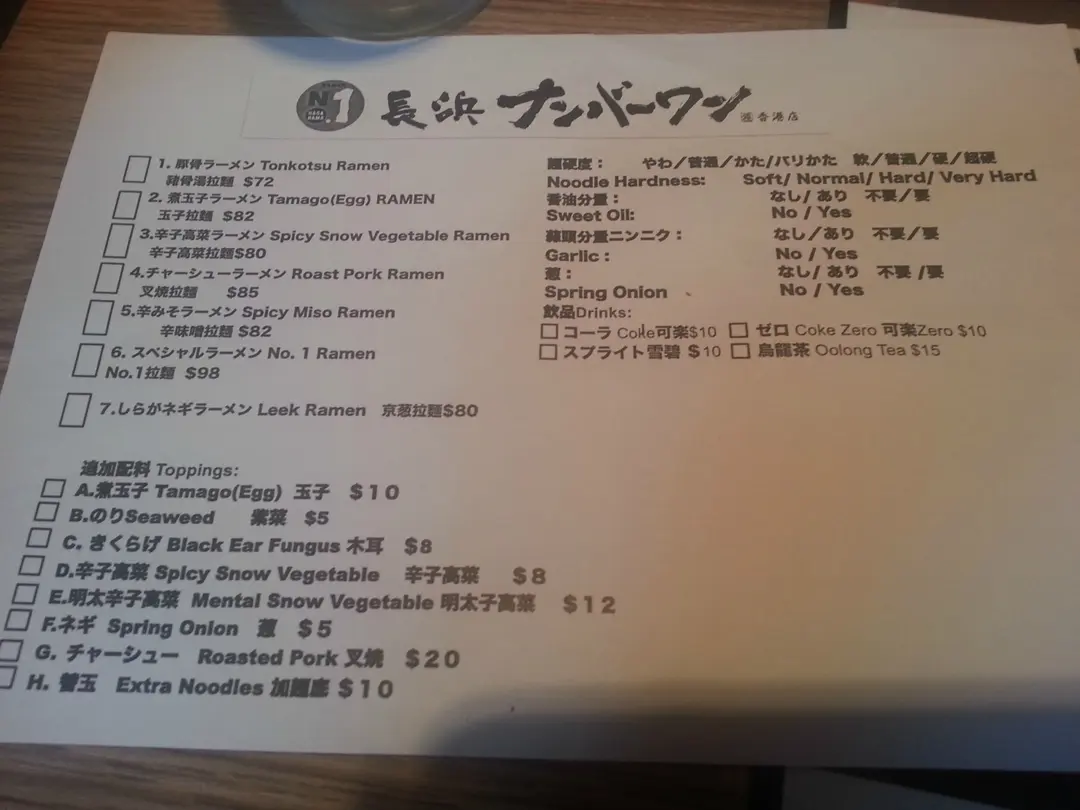 N.1 長浜 ナンバーワン 香港店
1. 豚骨ラーメン Tonkotsu Ramen
豬骨湯拉麵 $72
2. 煮玉子ラーメン Tamago(Egg) RAMEN
玉子拉麵 $82
3.辛子高菜ラーメン Spicy Snow Vegetable Ramen
辛子高菜拉麵$80
4.チャーシューラーメン Roast Pork Ramen
叉燒拉麵 $85
5.辛みそラーメン Spicy Miso Ramen
辛味噌拉麵 $82
6. スペシャルラーメン No. 1 Ramen
No.1拉麵 $98
7.しらがネギラーメン Leek Ramen 京葱拉麵$80
追加配料 Toppings:
A.煮玉子 Tamago(Egg) 玉子 $10
B.のりSeaweed 紫菜 $5
C. きくらげ Black Ear Fungus 木耳 $8
D.辛子高菜 Spicy Snow Vegetable 辛子高菜 $8
E.明太辛子高菜 Mental Snow Vegetable 明太子高菜 $12
F.ネギ Spring Onion 葱 $5
G. チャーシュー Roasted Pork 叉燒 $20
H. 替玉 Extra Noodles 加麵底 $10
麵硬度： やわ／普通／かた/バリかた 軟／普通／硬／超硬
Noodle Hardness: Soft/ Normal/ Hard/ Very Hard
香油分量： なし/ あり 不要／要
Sweet Oil: No / Yes
蒜頭分量ニンニク： なし／あり 不要／要
Garlic : No / Yes
葱： なし/ あり 不要 /要
Spring Onion No / Yes
飲品Drinks:
コーラ Coke可楽$10 ゼロ Coke Zero 可楽Zero $10
スプライト雪碧 $10 烏龍茶 Oolong Tea $15